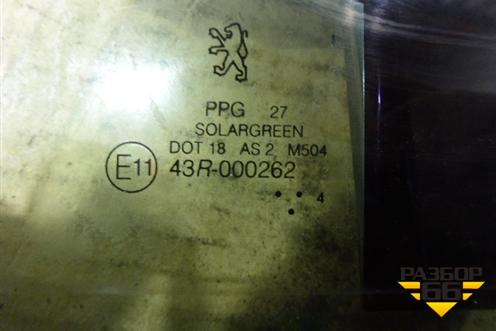 PPG 27
SOLARGREEN
DOT 18 AS 2 M504
E11 43R-000262
4
РАЗБОР
66